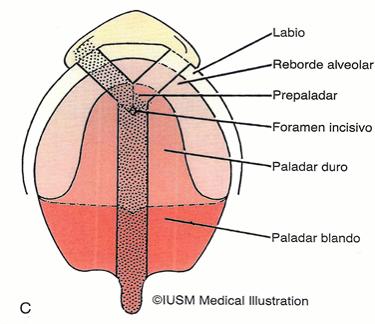 Labio
Reborde alveolar
Prepaladar
Foramen incisivo
Paladar duro
Paladar blando
C
©IUSM Medical Illustration